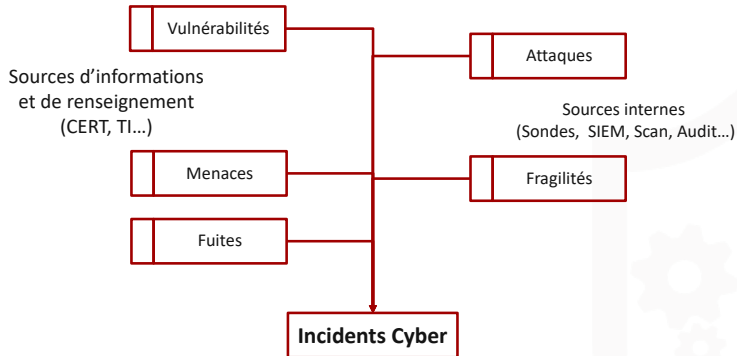 Vulnérabilités
Attaques
Sources d'informations
et de renseignement
(CERT, TI...)
Sources internes
(Sondes, SIEM, Scan, Audit...)
Menaces
Fragilités
Fuites
Incidents Cyber